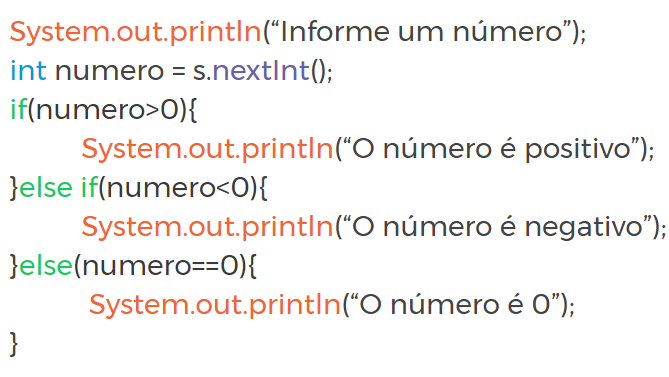 System.out.println(“Informe um número”);
int numero = s.nextInt();
if(numero>0){
System.out.println(“O número é positivo”);
}else if(numero<0){
System.out.println(“O número é negativo”);
}else(numero==0){
System.out.println(“O número é 0”);
}